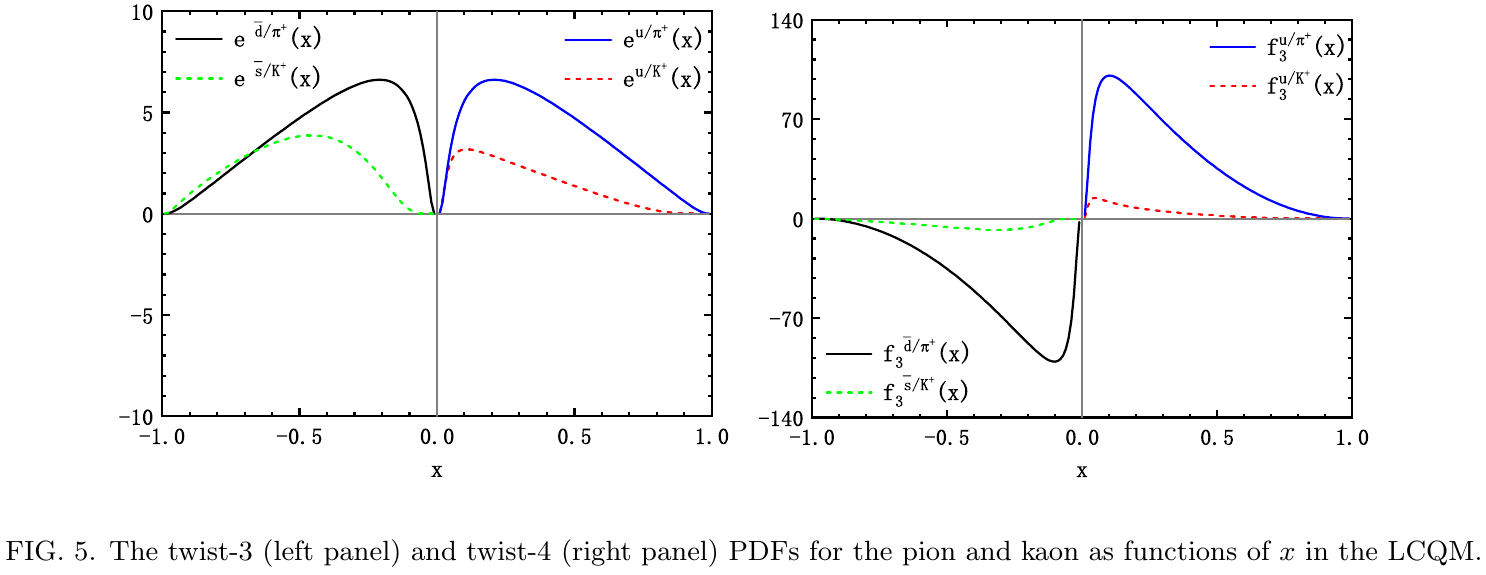 10
5
0
−5
−10
−1.0 −0.5 0.0 0.5 1.0
x
e d̅/π⁺(x)
e s̅/K⁺(x)
e u/π⁺(x)
e u/K⁺(x)
140
70
0
−70
−140
−1.0 −0.5 0.0 0.5 1.0
x
f₃ u/π⁺(x)
f₃ u/K⁺(x)
f₃ d̅/π⁺(x)
f₃ s̅/K⁺(x)
FIG. 5. The twist-3 (left panel) and twist-4 (right panel) PDFs for the pion and kaon as functions of x in the LCQM.